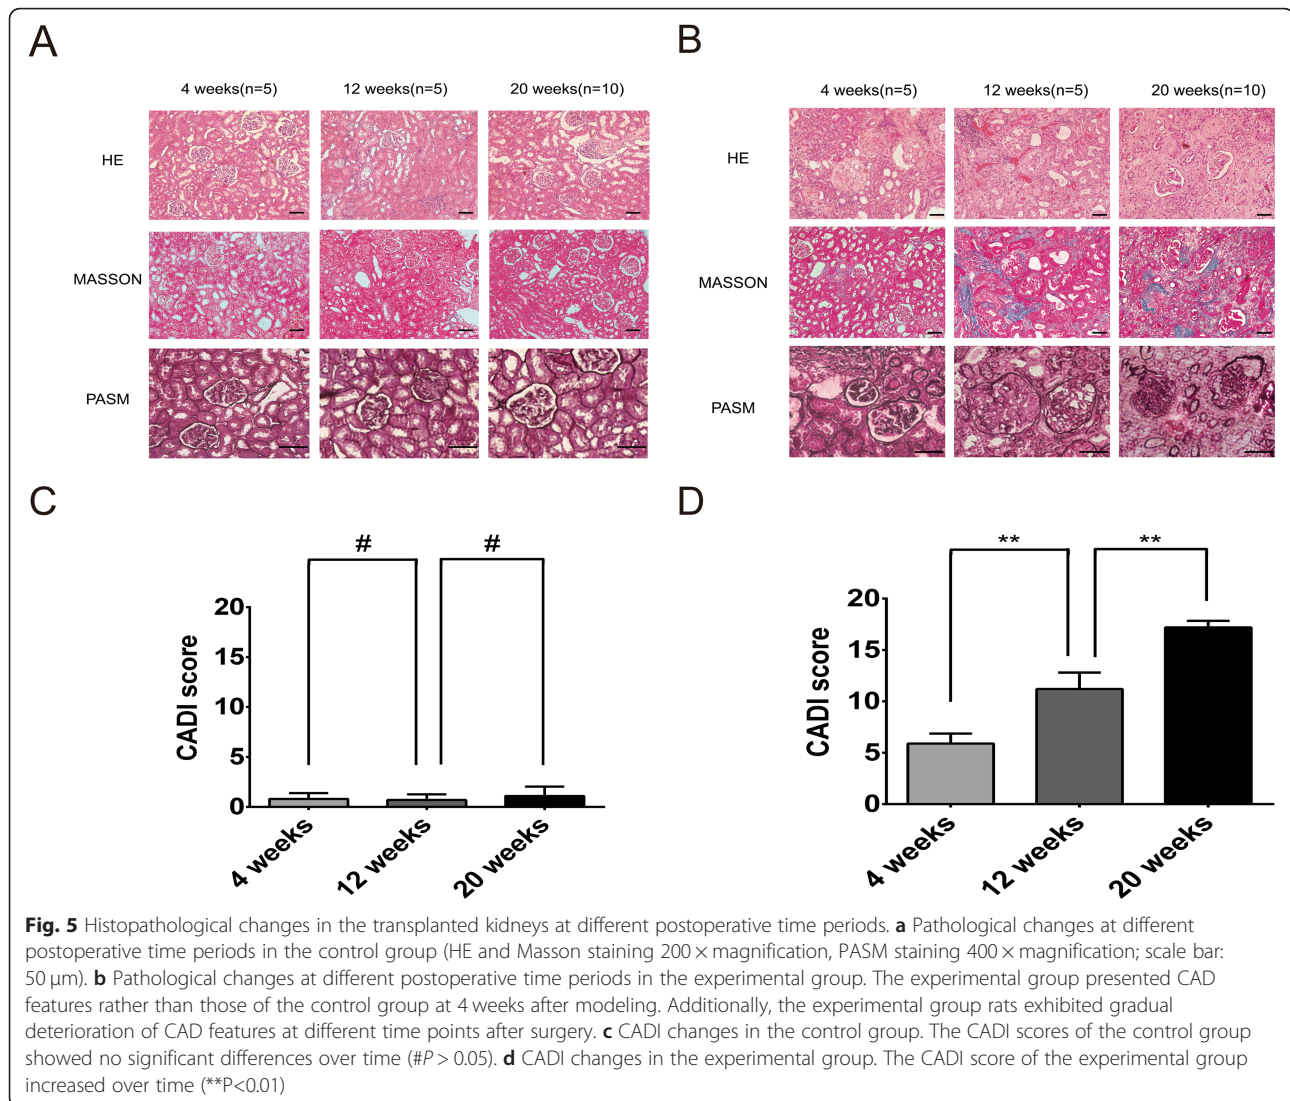 A
B
4 weeks(n=5) 12 weeks(n=5) 20 weeks(n=10)
HE
MASSON
PASM
4 weeks(n=5) 12 weeks(n=5) 20 weeks(n=10)
HE
MASSON
PASM
C
# #
CADI score
20
15
10
5
0
4 weeks 12 weeks 20 weeks
D
** **
CADI score
20
15
10
5
0
4 weeks 12 weeks 20 weeks
Fig. 5 Histopathological changes in the transplanted kidneys at different postoperative time periods. a Pathological changes at different
postoperative time periods in the control group (HE and Masson staining 200 × magnification, PASM staining 400 × magnification; scale bar:
50 μm). b Pathological changes at different postoperative time periods in the experimental group. The experimental group presented CAD
features rather than those of the control group at 4 weeks after modeling. Additionally, the experimental group rats exhibited gradual
deterioration of CAD features at different time points after surgery. c CADI changes in the control group. The CADI scores of the control group
showed no significant differences over time (#P > 0.05). d CADI changes in the experimental group. The CADI score of the experimental group
increased over time (**P<0.01)